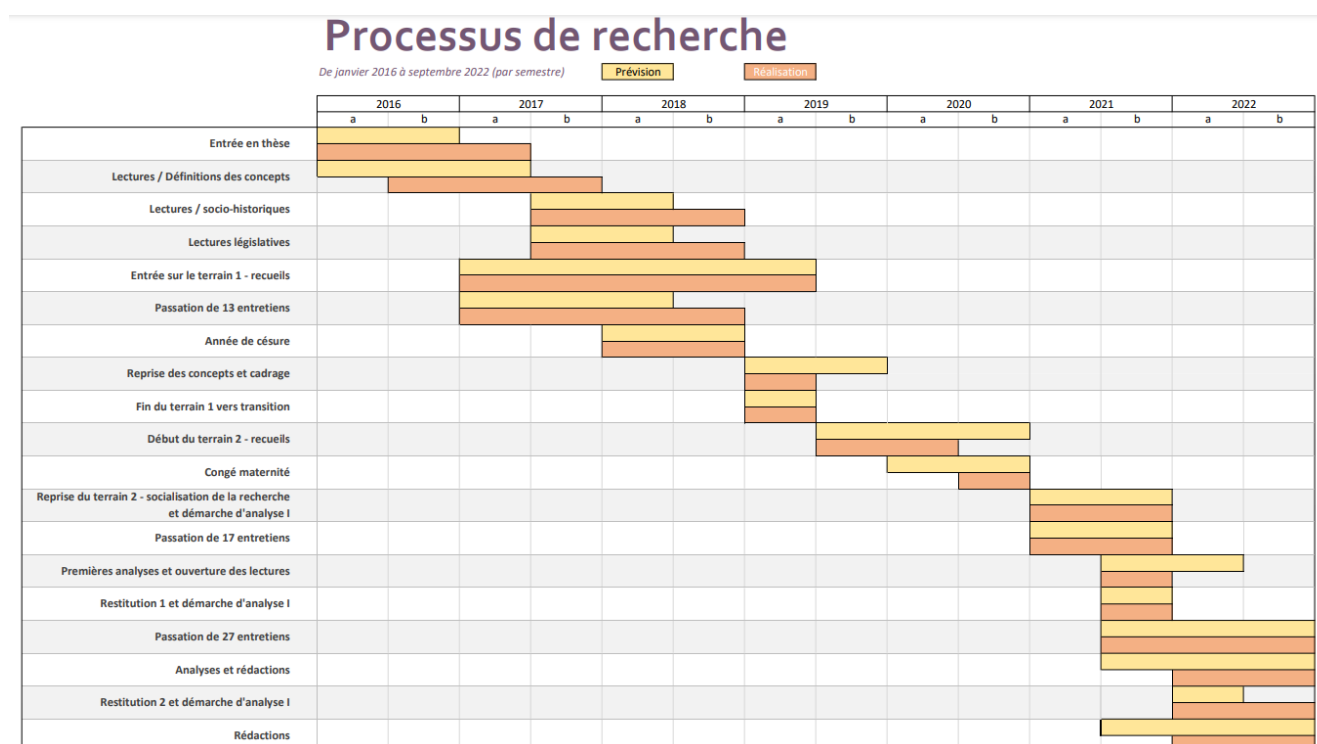 Processus de recherche
De janvier 2016 à septembre 2022 (par semestre) Prévision Réalisation
2016 2017 2018 2019 2020 2021 2022
a b a b a b a b a b a b a b
Entrée en thèse
Lectures / Définitions des concepts
Lectures / socio-historiques
Lectures législatives
Entrée sur le terrain 1 - recueils
Passation de 13 entretiens
Année de césure
Reprise des concepts et cadrage
Fin du terrain 1 vers transition
Début du terrain 2 - recueils
Congé maternité
Reprise du terrain 2 - socialisation de la recherche
et démarche d'analyse I
Passation de 17 entretiens
Premières analyses et ouverture des lectures
Restitution 1 et démarche d'analyse I
Passation de 27 entretiens
Analyses et rédactions
Restitution 2 et démarche d'analyse I
Rédactions